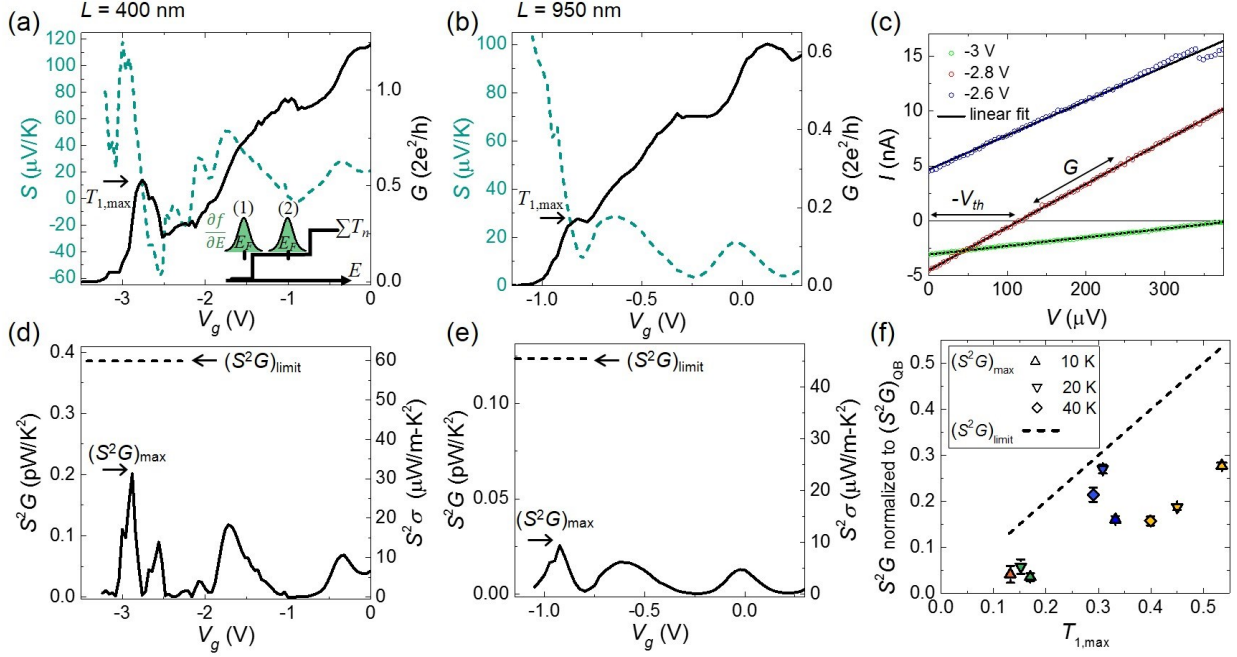 (a)
L = 400 nm
120
100
80
60
40
20
0
-20
-40
-60
S (µV/K)
T1,max
(1)
(2)
∂f
∂E
EF
EF
∑Tn
E
1.0
0.5
0.0
G (2e²/h)
-3
-2
-1
0
Vg (V)
(b)
L = 950 nm
100
80
60
40
20
0
S (µV/K)
T1,max
0.6
0.4
0.2
0.0
G (2e²/h)
-1.0
-0.5
0.0
Vg (V)
(c)
15
10
5
0
-5
I (nA)
-3 V
-2.8 V
-2.6 V
linear fit
G
-Vth
0
100
200
300
V (µV)
(d)
0.4
0.3
0.2
0.1
0.0
S²G (pW/K²)
(S²G)limit
(S²G)max
60
50
40
30
20
10
0
S²σ (µW/m-K²)
-3
-2
-1
0
Vg (V)
(e)
0.10
0.05
0.00
S²G (pW/K²)
(S²G)limit
(S²G)max
40
30
20
10
0
S²σ (µW/m-K²)
-1.0
-0.5
0.0
Vg (V)
(f)
0.5
0.4
0.3
0.2
0.1
0.0
S²G normalized to (S²G)QB
(S²G)max
10 K
20 K
40 K
(S²G)limit
0.0
0.1
0.2
0.3
0.4
0.5
T1,max